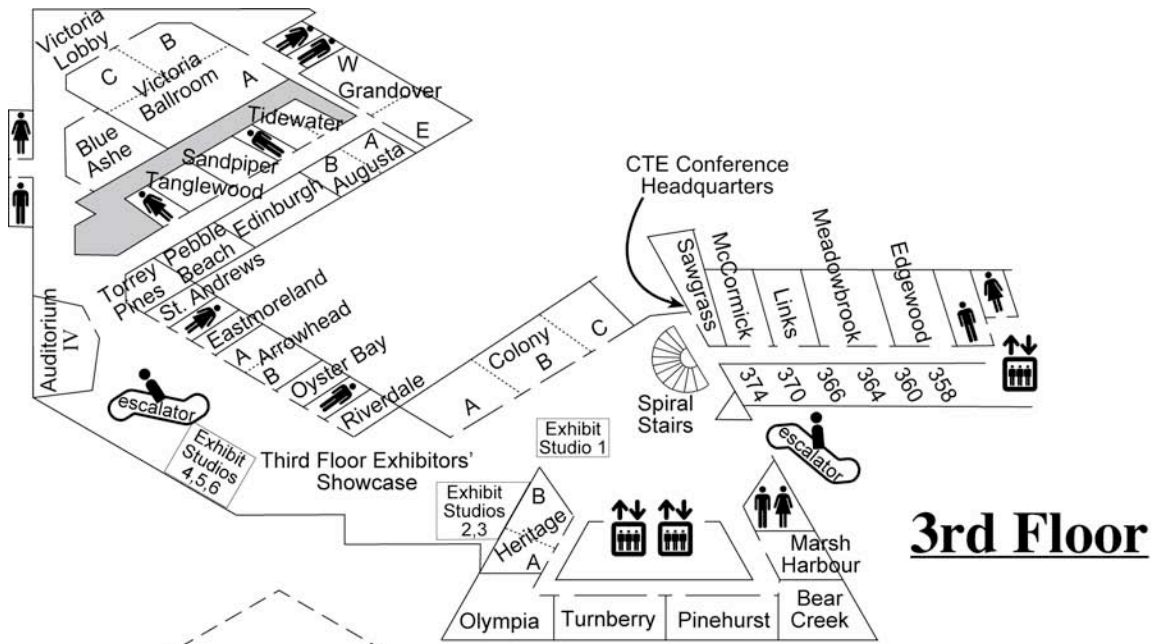 Victoria
Lobby
B
C
Victoria
Ballroom
A
W
Grandover
E
Blue
Ashe
Tidewater
Sandpiper
Tanglewood
A
B
Augusta
Edinburgh
Pebble
Beach
Torrey
Pines
St. Andrews
Eastmoreland
A
Arrowhead
B
Oyster Bay
Riverdale
A
Colony
B
C
CTE Conference
Headquarters
Sawgrass
McCormick
Links
Meadowbrook
Edgewood
374
370
366
364
360
358
Spiral
Stairs
Auditorium
IV
escalator
escalator
Exhibit
Studios
4,5,6
Third Floor Exhibitors'
Showcase
Exhibit
Studio 1
Exhibit
Studios
2,3
B
Heritage
A
Marsh
Harbour
3rd Floor
Olympia
Turnberry
Pinehurst
Bear
Creek